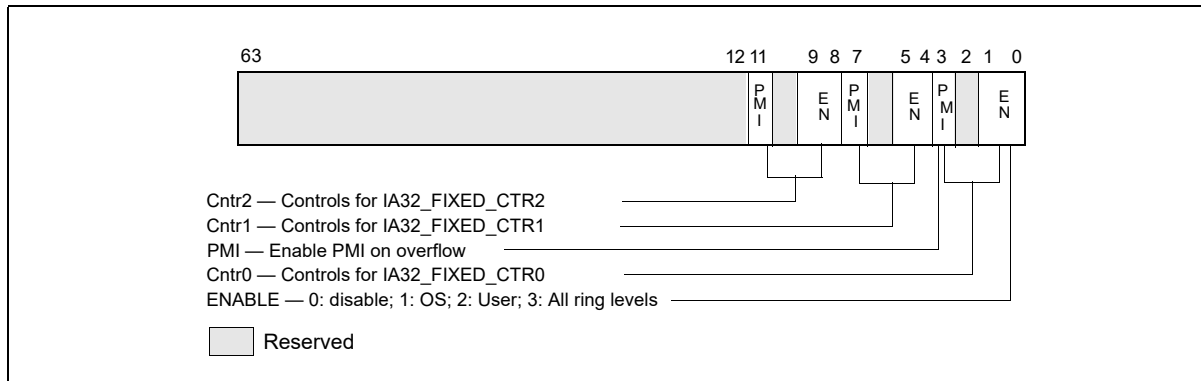 63 12 11 9 8 7 5 4 3 2 1 0
PMI EN PMI EN PMI EN
Cntr2 — Controls for IA32_FIXED_CTR2
Cntr1 — Controls for IA32_FIXED_CTR1
PMI — Enable PMI on overflow
Cntr0 — Controls for IA32_FIXED_CTR0
ENABLE — 0: disable; 1: OS; 2: User; 3: All ring levels
Reserved